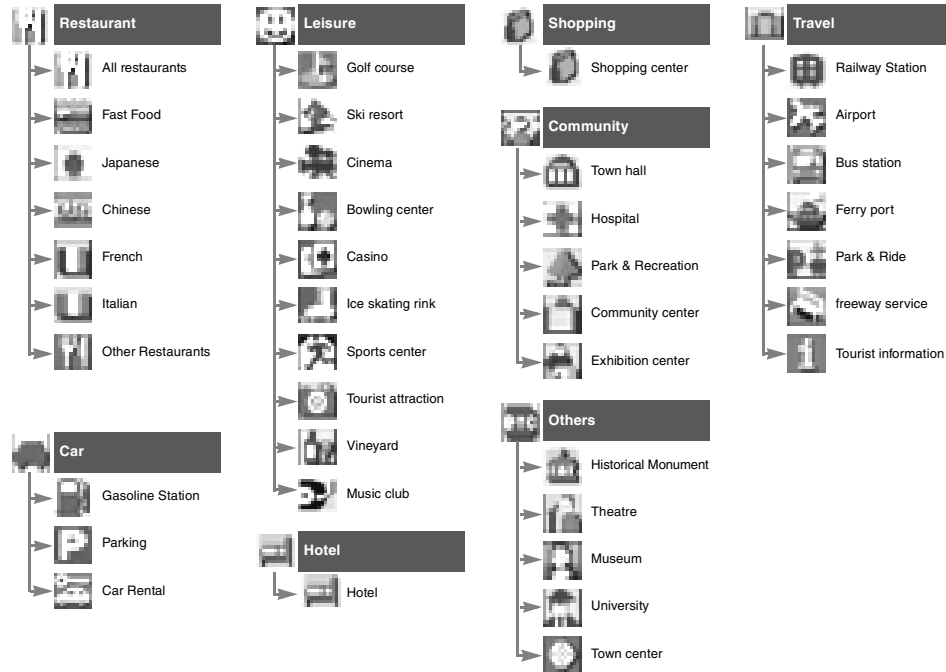 Restaurant
All restaurants
Fast Food
Japanese
Chinese
French
Italian
Other Restaurants
Car
Gasoline Station
Parking
Car Rental
Leisure
Golf course
Ski resort
Cinema
Bowling center
Casino
Ice skating rink
Sports center
Tourist attraction
Vineyard
Music club
Hotel
Hotel
Shopping
Shopping center
Community
Town hall
Hospital
Park & Recreation
Community center
Exhibition center
Others
Historical Monument
Theatre
Museum
University
Town center
Travel
Railway Station
Airport
Bus station
Ferry port
Park & Ride
freeway service
Tourist information